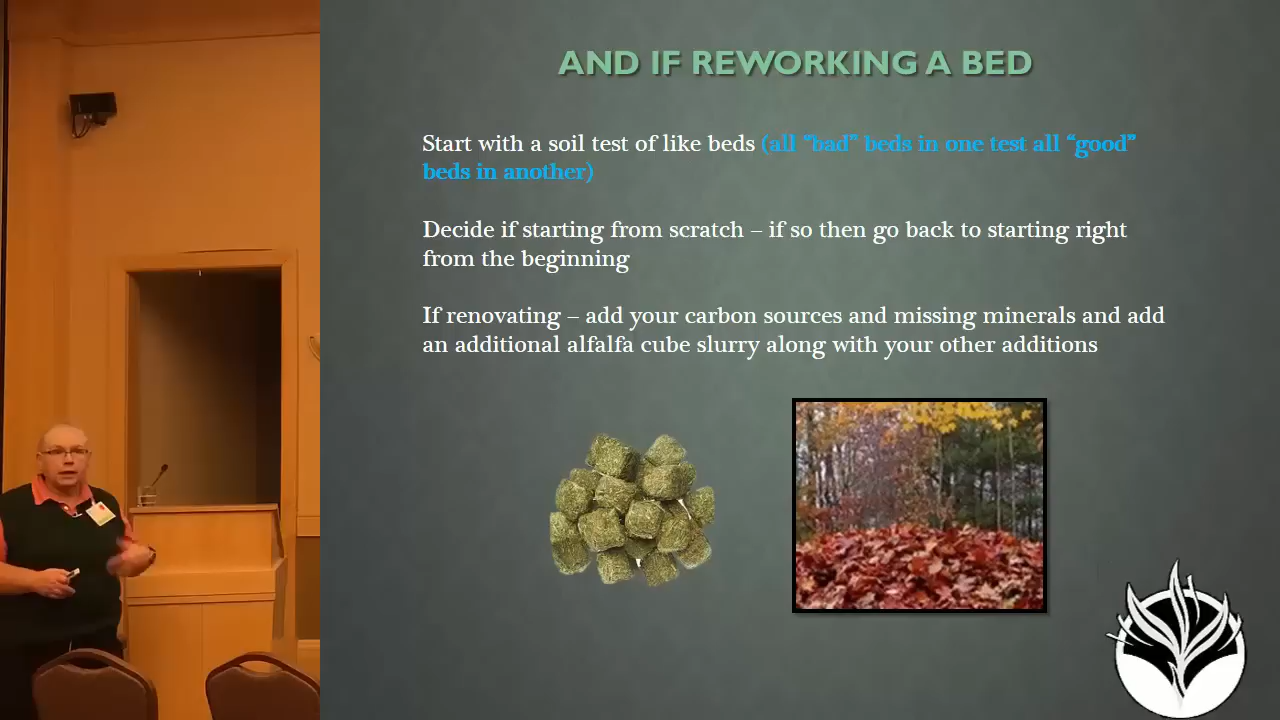 AND IF REWORKING A BED
Start with a soil test of like beds (all “bad” beds in one test all “good”
beds in another)
Decide if starting from scratch – if so then go back to starting right
from the beginning
If renovating – add your carbon sources and missing minerals and add
an additional alfalfa cube slurry along with your other additions